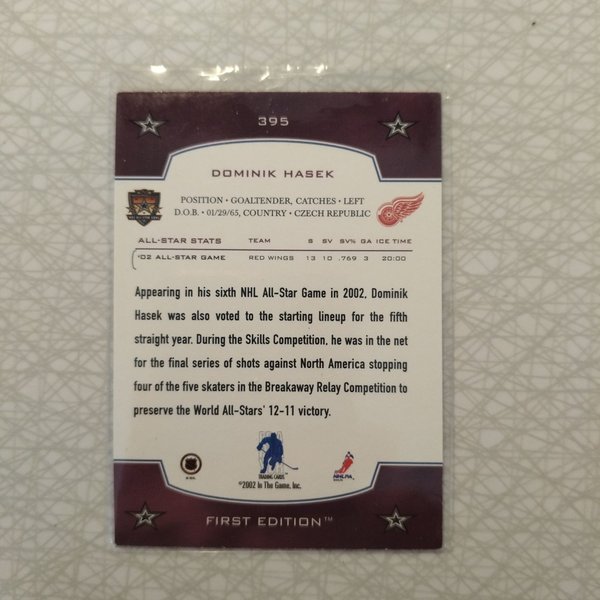 395
DOMINIK HASEK
POSITION • GOALTENDER, CATCHES • LEFT
D.O.B. • 01/29/65, COUNTRY • CZECH REPUBLIC
ALL-STAR STATS TEAM S SV SV% GA ICE TIME
'02 ALL-STAR GAME RED WINGS 13 10 .769 3 20:00
Appearing in his sixth NHL All-Star Game in 2002, Dominik
Hasek was also voted to the starting lineup for the fifth
straight year. During the Skills Competition, he was in the net
for the final series of shots against North America stopping
four of the five skaters in the Breakaway Relay Competition to
preserve the World All-Stars' 12-11 victory.
TRADING CARDS
NHLPA
©2002 In The Game, Inc.
FIRST EDITION™